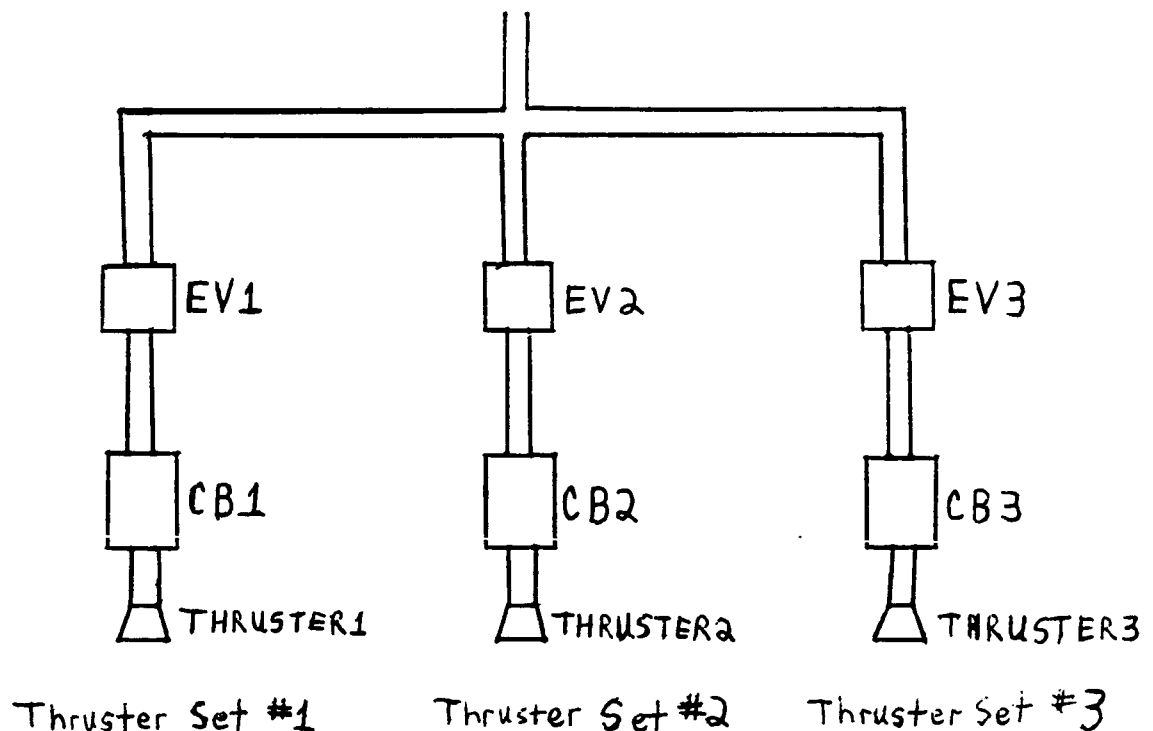 EV1 EV2 EV3
CB1 CB2 CB3
THRUSTER1 THRUSTER2 THRUSTER3
Thruster Set #1 Thruster Set #2 Thruster Set #3